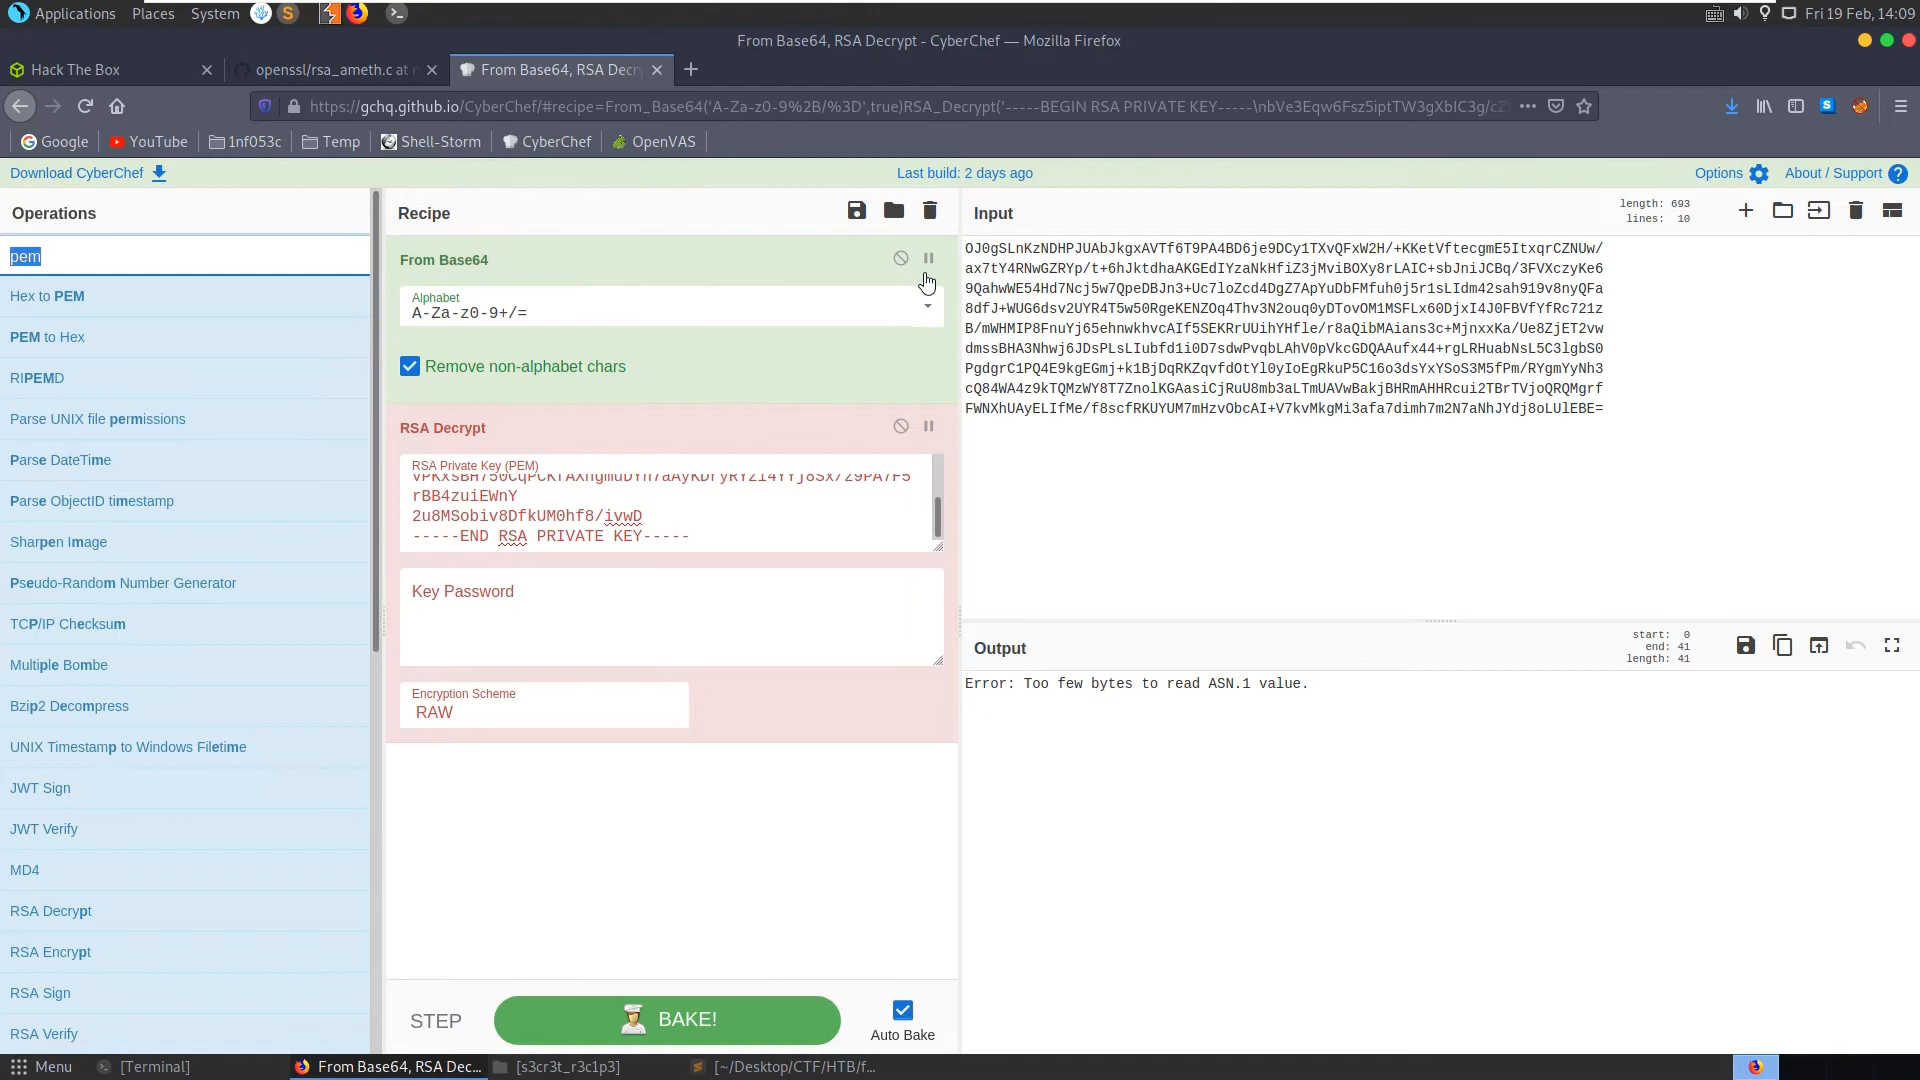 Applications Places System Fri 19 Feb, 14:09
From Base64, RSA Decrypt - CyberChef — Mozilla Firefox
Hack The Box openssl/rsa_ameth.c at From Base64, RSA Decry
https://gchq.github.io/CyberChef/#recipe=From_Base64('A-Za-z0-9%2B/%3D',true)RSA_Decrypt('-----BEGIN RSA PRIVATE KEY-----\nbVe3Eqw6Fsz5iptTW3gXbIC3g/cZ
Google YouTube 1nf053c Temp Shell-Storm CyberChef OpenVAS
Download CyberChef Last build: 2 days ago Options About / Support
Operations
pem
Hex to PEM
PEM to Hex
RIPEMD
Parse UNIX file permissions
Parse DateTime
Parse ObjectID timestamp
Sharpen Image
Pseudo-Random Number Generator
TCP/IP Checksum
Multiple Bombe
Bzip2 Decompress
UNIX Timestamp to Windows Filetime
JWT Sign
JWT Verify
MD4
RSA Decrypt
RSA Encrypt
RSA Sign
RSA Verify
Recipe
From Base64
Alphabet
A-Za-z0-9+/=
Remove non-alphabet chars
RSA Decrypt
RSA Private Key (PEM)
rBB4zuiEWnY
2u8MSobiv8DfkUM0hf8/ivwD
-----END RSA PRIVATE KEY-----
Key Password
Encryption Scheme
RAW
STEP
BAKE!
Auto Bake
Input
length: 693
lines: 10
OJ0gSLnKzNDHPJUAbJkgxAVTf6T9PA4BD6je9DCy1TXvQFxW2H/+KKetVftecgmE5ItxqrCZNUw/
ax7tY4RNwGZRYp/t+6hJktdhaAKGEdIYzaNkHfiZ3jMviBOXy8rLAIC+sbJniJCBq/3FVXczyKe6
9QahwWE54Hd7Ncj5w7QpeDBJn3+Uc7loZcd4DgZ7ApYuDbFMfuh0j5r1sLIdm42sah919v8nyQFa
8dfJ+WUG6dsv2UYR4T5w50RgeKENZOq4Thv3N2ouq0yDTovOM1MSFLx60DjxI4J0FBVfYfRc721z
B/mWHMIP8FnuYj65ehnwkhvcAIf5SEKRrUUihYHfle/r8aQibMAians3c+MjnxxKa/Ue8ZjET2vw
dmssBHA3Nhwj6JDsPLsLIubfd1i0D7sdwPvqbLAhV0pVkcGDQAAufx44+rgLRHuabNsL5C3lgbS0
PgdgrC1PQ4E9kgEGmj+k1BjDqRKZqvfdOtYl0yIoEgRkuP5C16o3dsYxYSoS3M5fPm/RYgmYyNh3
cQ84WA4z9kTQMzWY8T7ZnolKGAasiCjRuU8mb3aLTmUAVwBakjBHRmAHHRcui2TBrTVjoQRQMgrf
FWNXhUAyELIfMe/f8scfRKUYUM7mHzvObcAI+V7kvMkgMi3afa7dimh7m2N7aNhJYdj8oLUlEBE=
Output
start: 0
end: 41
length: 41
Error: Too few bytes to read ASN.1 value.
Menu [Terminal] From Base64, RSA Dec... [s3cr3t_r3c1p3] [~/Desktop/CTF/HTB/f...